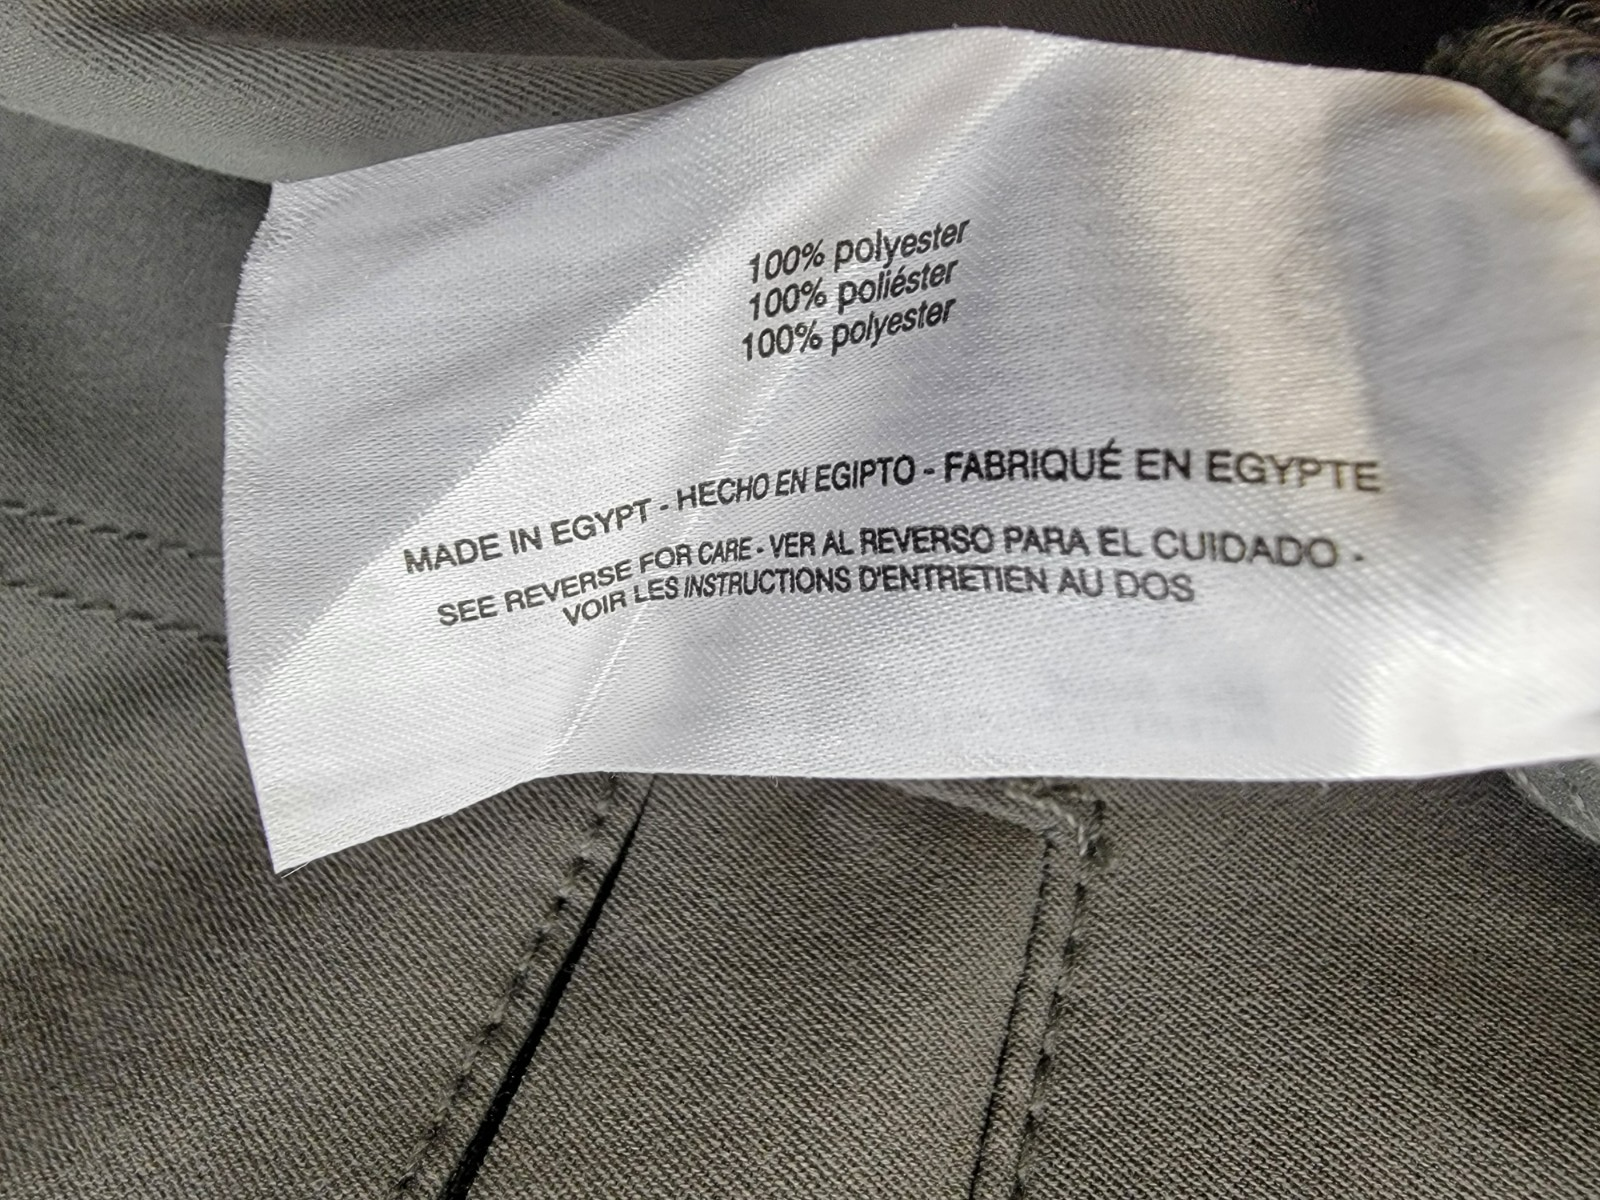 100% polyester
100% poliéster
100% polyester
MADE IN EGYPT - HECHO EN EGIPTO - FABRIQUÉ EN EGYPTE
SEE REVERSE FOR CARE - VER AL REVERSO PARA EL CUIDADO -
VOIR LES INSTRUCTIONS D'ENTRETIEN AU DOS